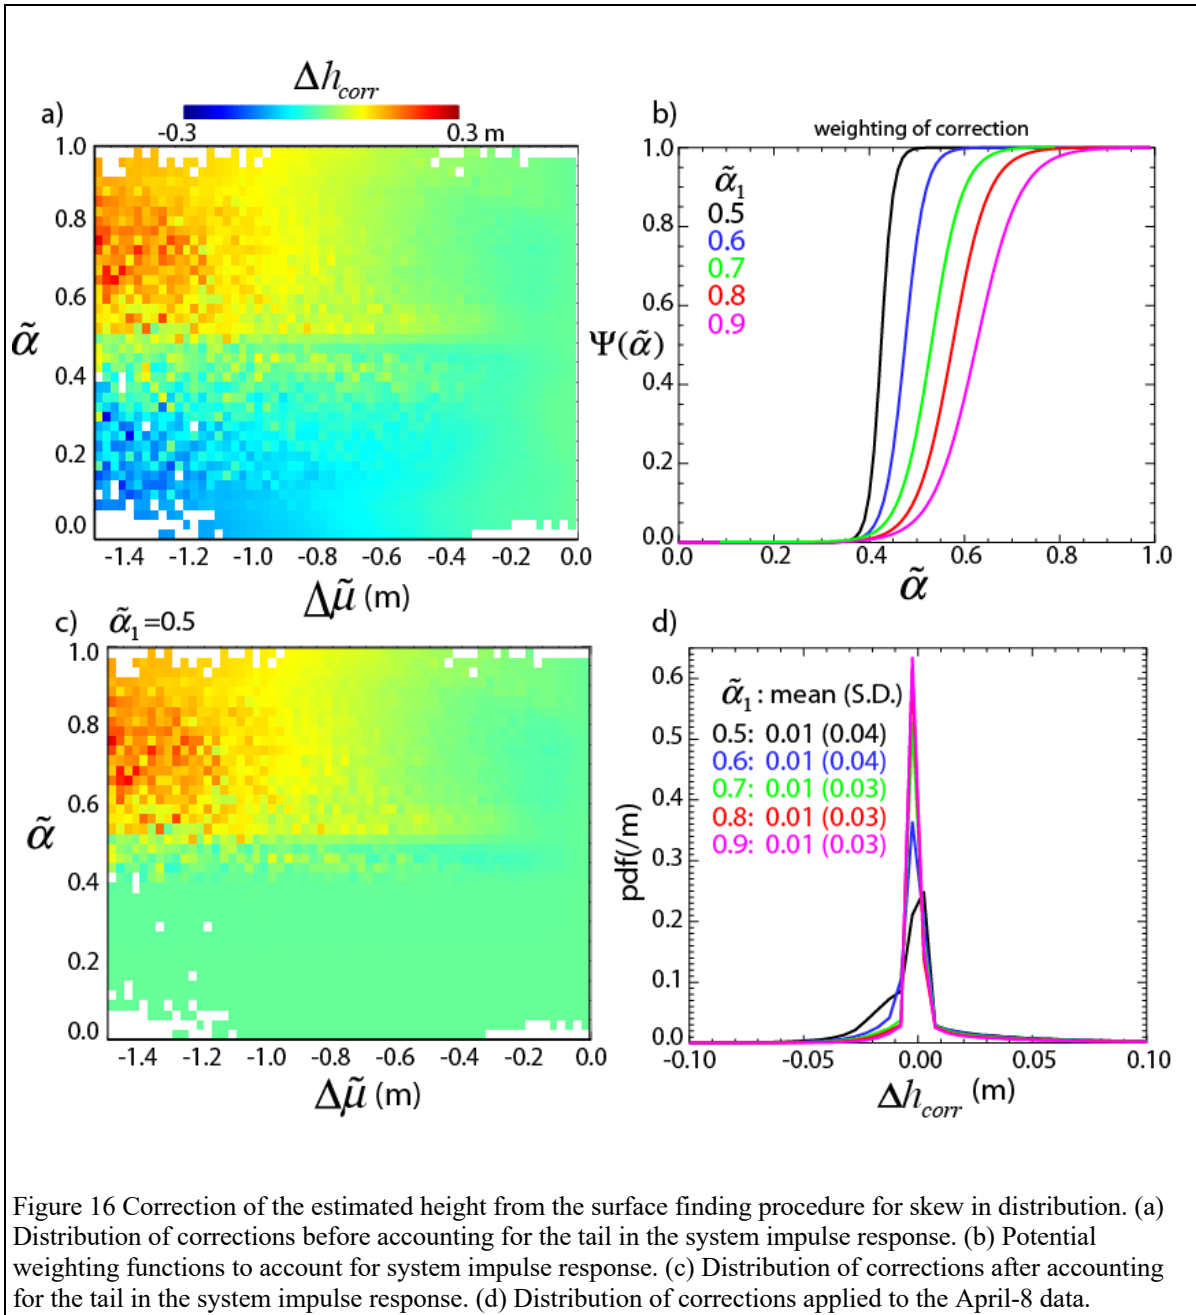 Δh_corr
a)
-0.3 0.3 m
1.0
0.8
0.6
α̃
0.4
0.2
0.0
-1.4 -1.2 -1.0 -0.8 -0.6 -0.4 -0.2 0.0
Δμ̃ (m)
b)
weighting of correction
1.0
α̃₁
0.5
0.6
0.7
0.8
0.9
0.8
0.6
Ψ(α̃)
0.4
0.2
0.0
0.0 0.2 0.4 0.6 0.8 1.0
α̃
c) α̃₁=0.5
1.0
0.8
0.6
α̃
0.4
0.2
0.0
-1.4 -1.2 -1.0 -0.8 -0.6 -0.4 -0.2 0.0
Δμ̃ (m)
d)
α̃₁: mean (S.D.)
0.5: 0.01 (0.04)
0.6: 0.01 (0.04)
0.7: 0.01 (0.03)
0.8: 0.01 (0.03)
0.9: 0.01 (0.03)
0.6
0.5
0.4
0.3
0.2
0.1
0.0
pdf(/m)
-0.10 -0.05 0.00 0.05 0.10
Δh_corr (m)
Figure 16 Correction of the estimated height from the surface finding procedure for skew in distribution. (a)
Distribution of corrections before accounting for the tail in the system impulse response. (b) Potential
weighting functions to account for system impulse response. (c) Distribution of corrections after accounting
for the tail in the system impulse response. (d) Distribution of corrections applied to the April-8 data.